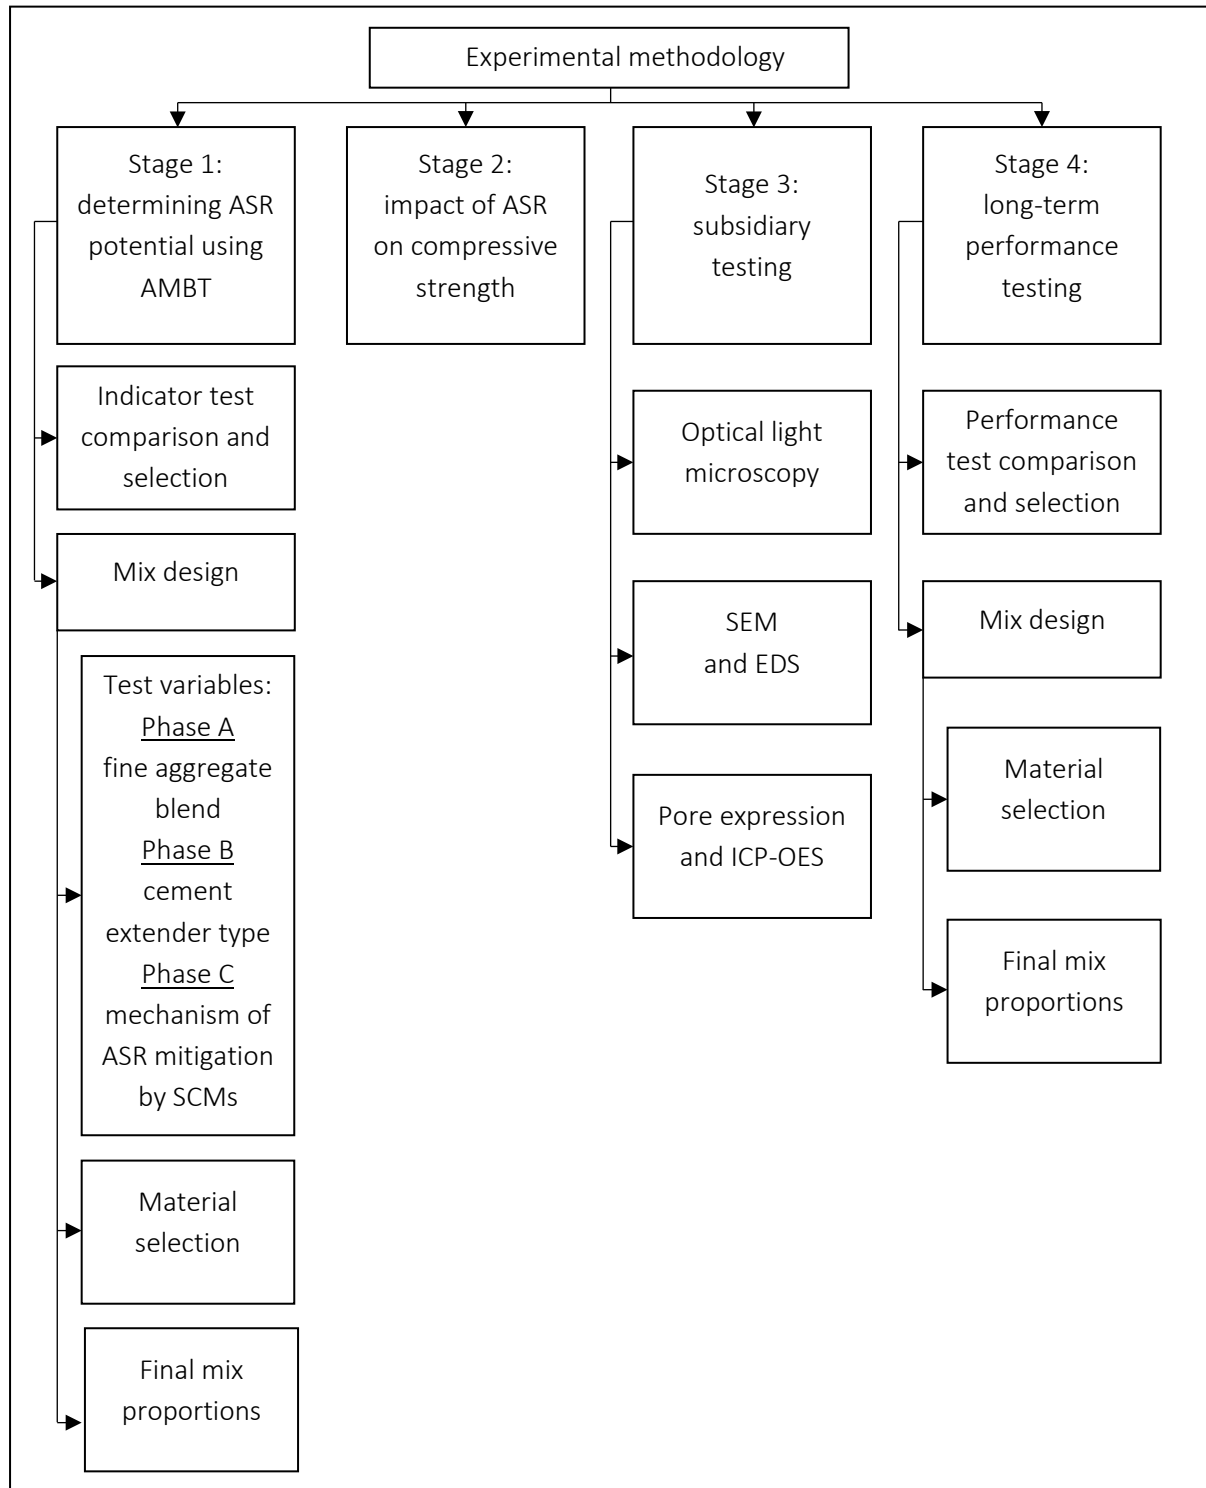 Experimental methodology
Stage 1:
determining ASR
potential using
AMBT
Indicator test
comparison and
selection
Mix design
Test variables:
Phase A
fine aggregate
blend
Phase B
cement
extender type
Phase C
mechanism of
ASR mitigation
by SCMs
Material
selection
Final mix
proportions
Stage 2:
impact of ASR
on compressive
strength
Stage 3:
subsidiary
testing
Optical light
microscopy
SEM
and EDS
Pore expression
and ICP-OES
Stage 4:
long-term
performance
testing
Performance
test comparison
and selection
Mix design
Material
selection
Final mix
proportions